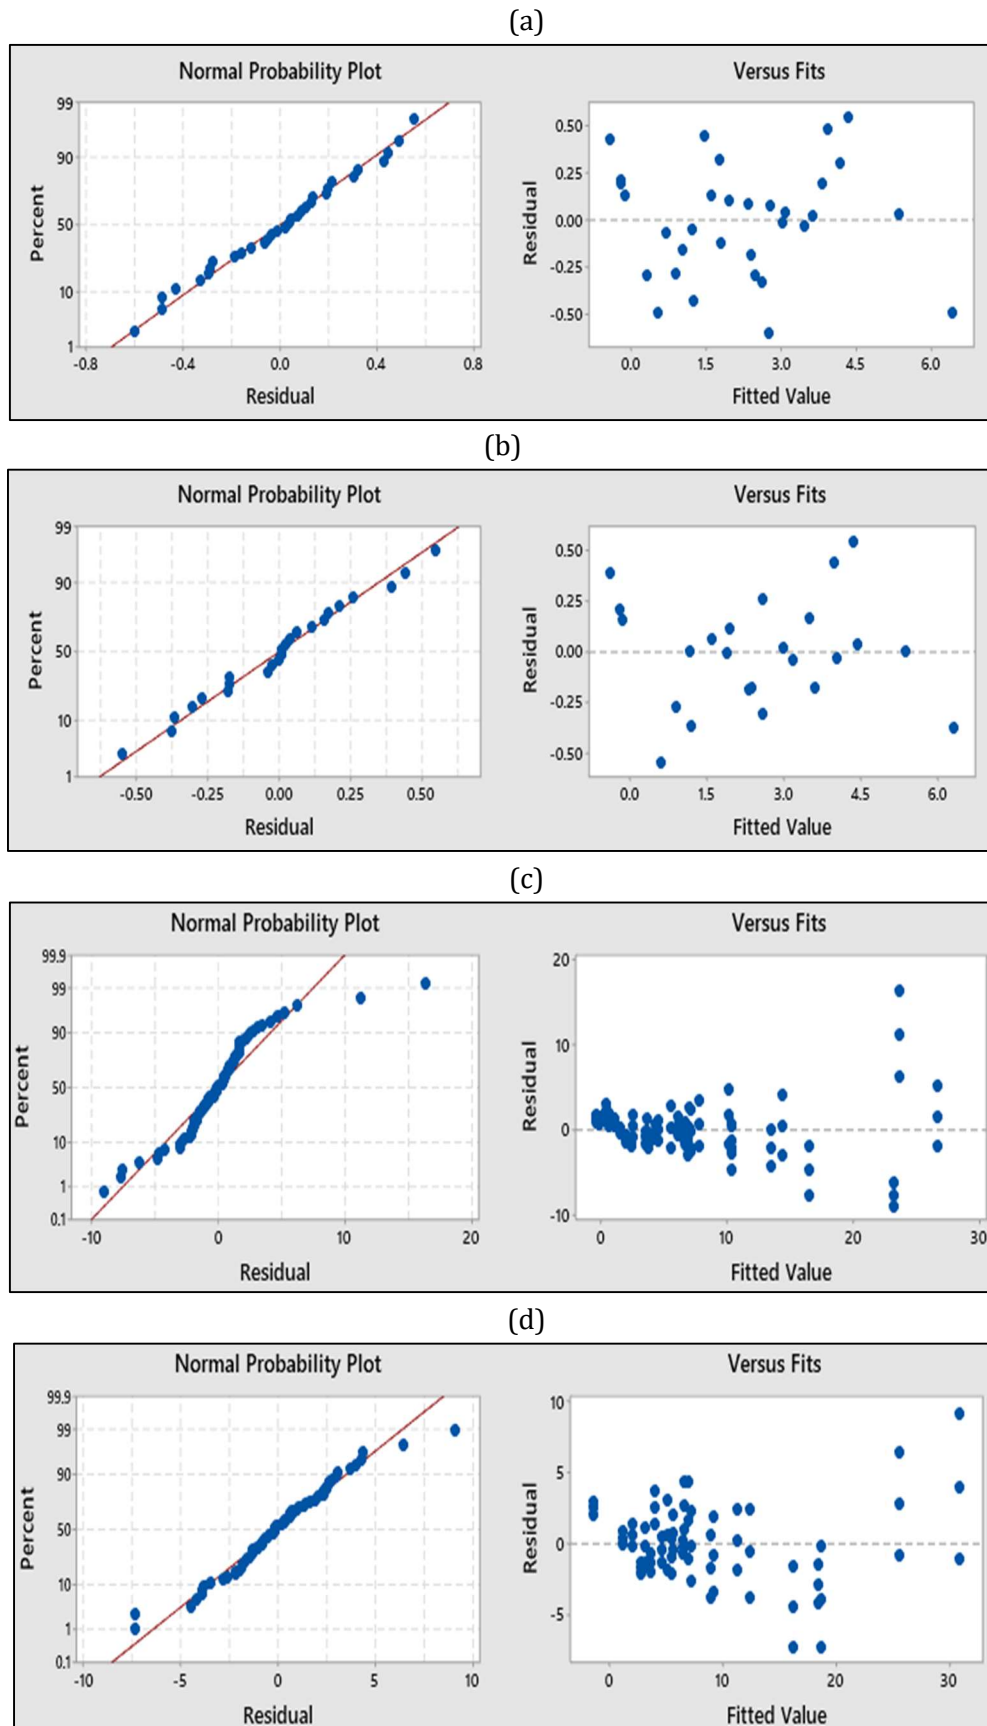 (a)
Normal Probability Plot
Versus Fits
99
90
50
10
1
Percent
-0.8 -0.4 0.0 0.4 0.8
Residual
0.50
0.25
0.00
-0.25
-0.50
Residual
0.0 1.5 3.0 4.5 6.0
Fitted Value
(b)
Normal Probability Plot
Versus Fits
99
90
50
10
1
Percent
-0.50 -0.25 0.00 0.25 0.50
Residual
0.50
0.25
0.00
-0.25
-0.50
Residual
0.0 1.5 3.0 4.5 6.0
Fitted Value
(c)
Normal Probability Plot
Versus Fits
99.9
99
90
50
10
1
0.1
Percent
-10 0 10 20
Residual
20
10
0
-10
Residual
0 10 20 30
Fitted Value
(d)
Normal Probability Plot
Versus Fits
99.9
99
90
50
10
1
0.1
Percent
-10 -5 0 5 10
Residual
10
5
0
-5
Residual
0 10 20 30
Fitted Value